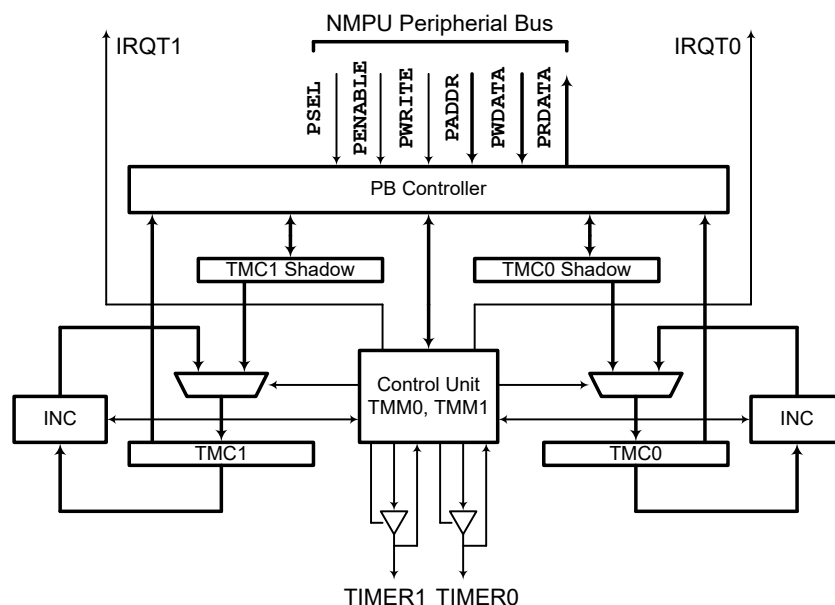 NMPU Peripherial Bus
IRQT1
IRQT0
PSEL
PENABLE
PWRITE
PADDR
PWDATA
PRDATA
PB Controller
TMC1 Shadow
TMC0 Shadow
Control Unit
TMM0, TMM1
INC
INC
TMC1
TMC0
TIMER1
TIMER0